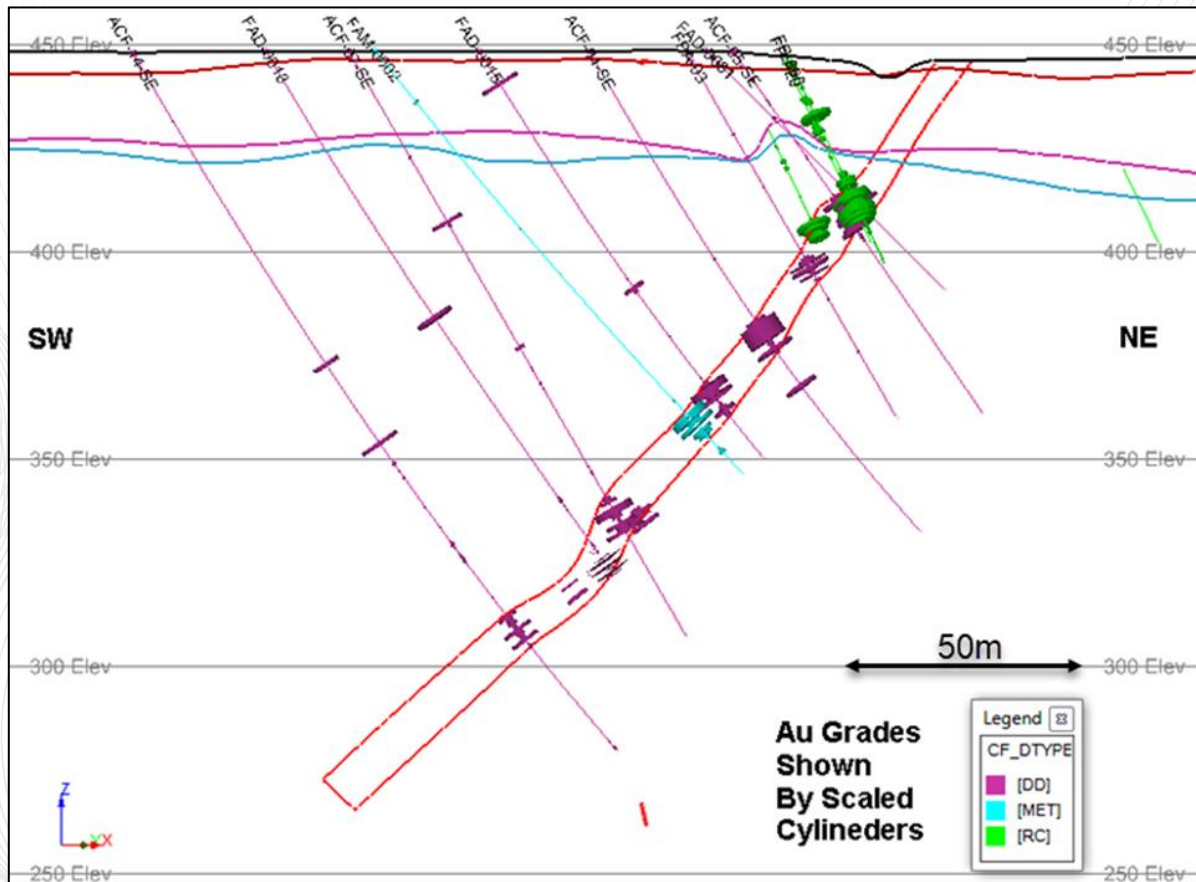 450 Elev
450 Elev
ACF-44-SE
FAD-0018
ACF-07-SE
FAM-0002
FAD-0015
ACF-04-SE
ACF-05-SE
400 Elev
400 Elev
SW
NE
350 Elev
350 Elev
300 Elev
50m
300 Elev
Au Grades
Shown
By Scaled
Cylineders
Legend
CF_DTYPE
[DD]
[MET]
[RC]
Z
X
250 Elev
250 Elev